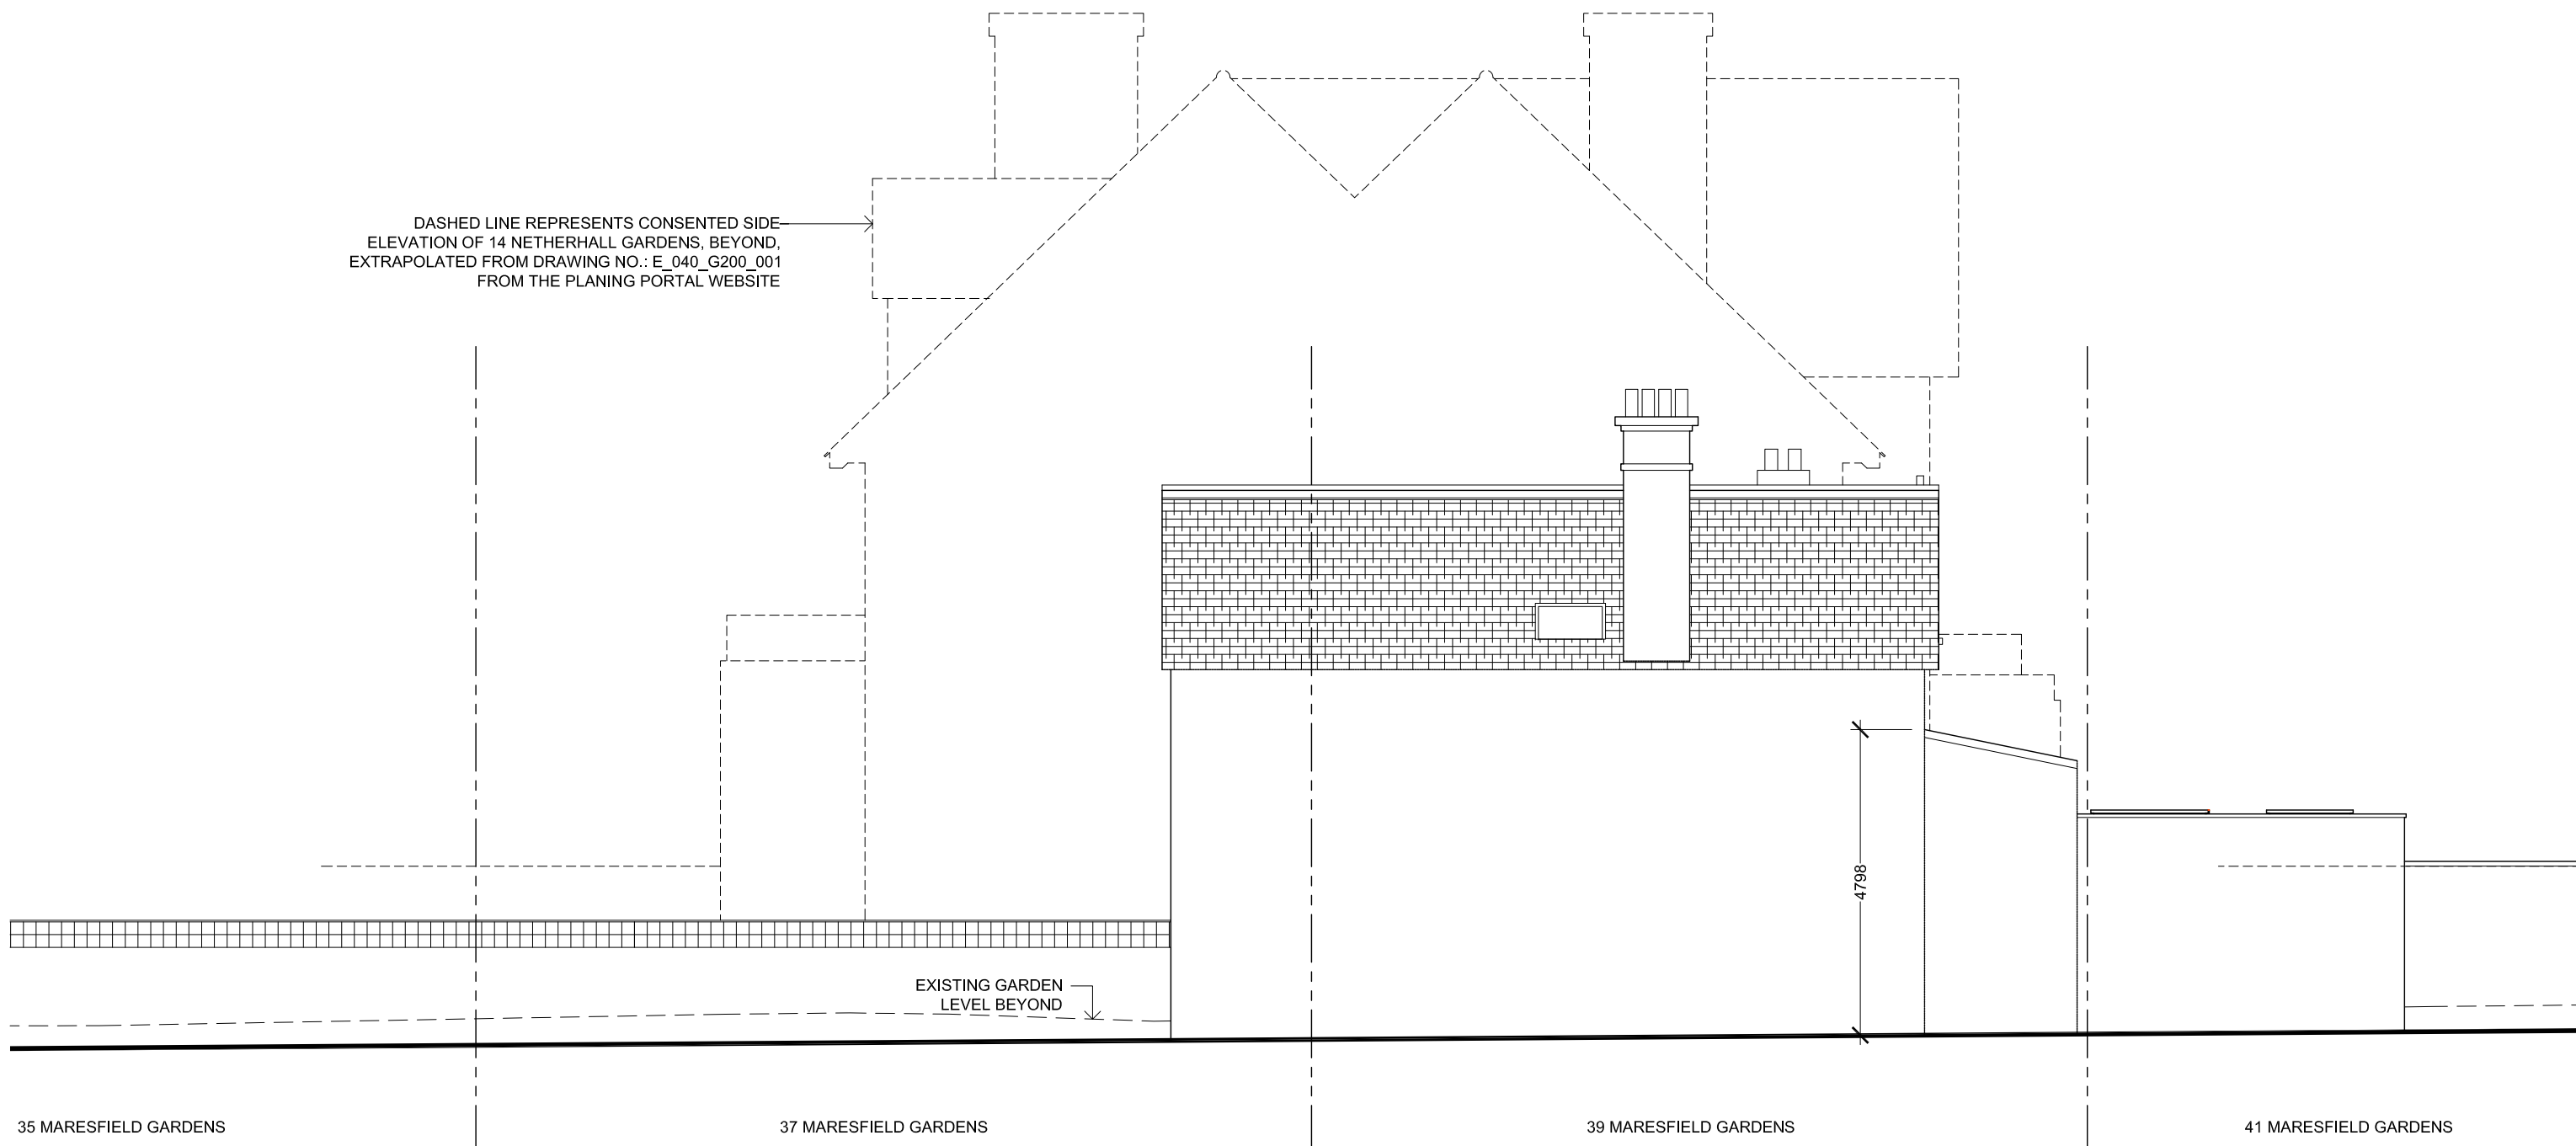 DASHED LINE REPRESENTS CONSENTED SIDE
ELEVATION OF 14 NETHERHALL GARDENS, BEYOND,
EXTRAPOLATED FROM DRAWING NO.: E_040_G200_001
FROM THE PLANING PORTAL WEBSITE
4798
EXISTING GARDEN
LEVEL BEYOND
35 MARESFIELD GARDENS
37 MARESFIELD GARDENS
39 MARESFIELD GARDENS
41 MARESFIELD GARDENS